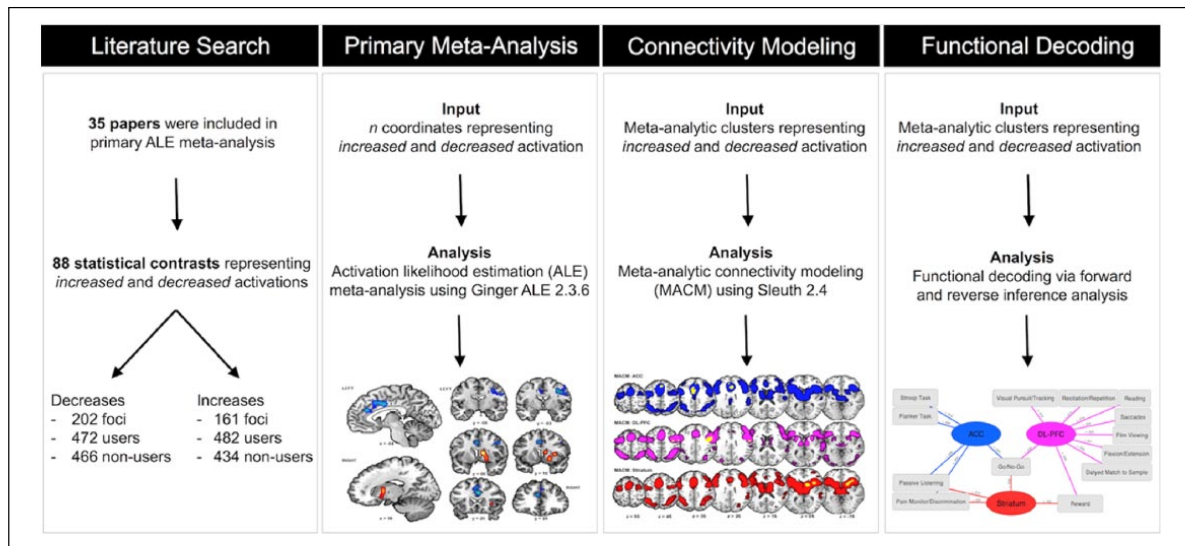 Literature Search
35 papers were included in
primary ALE meta-analysis
88 statistical contrasts representing
increased and decreased activations
Decreases
- 202 foci
- 472 users
- 466 non-users
Increases
- 161 foci
- 482 users
- 434 non-users
Primary Meta-Analysis
Input
n coordinates representing
increased and decreased activation
Analysis
Activation likelihood estimation (ALE)
meta-analysis using Ginger ALE 2.3.6
LEFT
LEFT
RIGHT
RIGHT
Connectivity Modeling
Input
Meta-analytic clusters representing
increased and decreased activation
Analysis
Meta-analytic connectivity modeling
(MACM) using Sleuth 2.4
MACM: ACC
MACM: DL-PFC
MACM: Striatum
Functional Decoding
Input
Meta-analytic clusters representing
increased and decreased activation
Analysis
Functional decoding via forward
and reverse inference analysis
Stroop Task
Visual Pursuit/Tracking
Recitation/Repetition
Reading
Flanker Task
Saccades
ACC
DL-PFC
Film Viewing
Flexion/Extension
Go/No-Go
Delayed Match to Sample
Passive Listening
Pain Monitor/Discrimination
Striatum
Reward